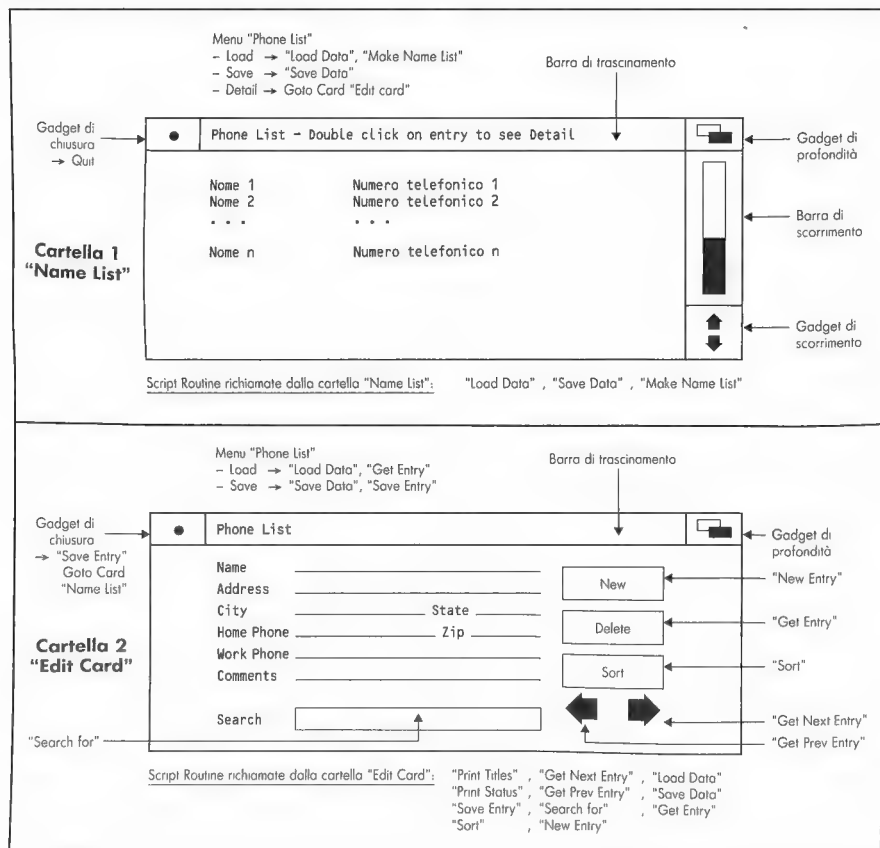 Menu "Phone List"
– Load → "Load Data", "Make Name List"
– Save → "Save Data"
– Detail → Goto Card "Edit card"
Barra di trascinamento
Gadget di
chiusura
→ Quit
Phone List – Double click on entry to see Detail
Gadget di
profondità
Nome 1 Numero telefonico 1
Nome 2 Numero telefonico 2
. . . . . .
Nome n Numero telefonico n
Barra di
scorrimento
Cartella 1
"Name List"
Gadget di
scorrimento
Script Routine richiamate dalla cartella "Name List": "Load Data" , "Save Data" , "Make Name List"
Menu "Phone List"
– Load → "Load Data", "Get Entry"
– Save → "Save Data", "Save Entry"
Barra di trascinamento
Gadget di
chiusura
→ "Save Entry"
Goto Card
"Name List"
Phone List
Gadget di
profondità
Name
Address
City State
Home Phone Zip
Work Phone
Comments
Search
New
"New Entry"
Delete
"Get Entry"
Sort
"Sort"
"Get Next Entry"
"Get Prev Entry"
Cartella 2
"Edit Card"
"Search for"
Script Routine richiamate dalla cartella "Edit Card": "Print Titles" , "Get Next Entry" , "Load Data"
"Print Status" , "Get Prev Entry" , "Save Data"
"Save Entry" , "Search for" , "Get Entry"
"Sort" , "New Entry"